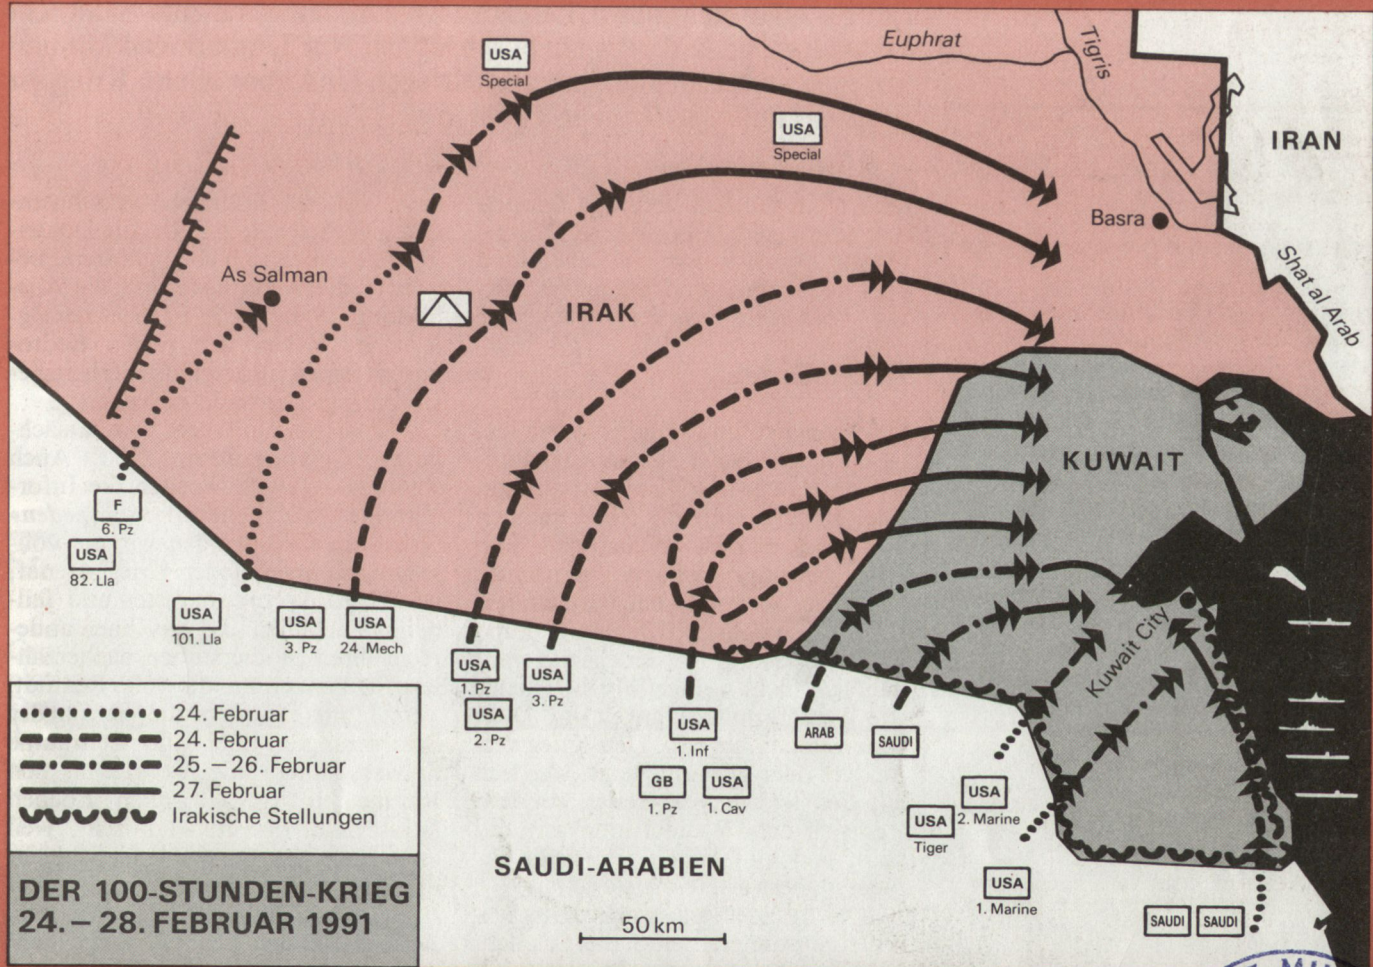 USA
Special
Euphrat
Tigris
USA
Special
IRAN
Basra
As Salman
Shat al Arab
IRAK
KUWAIT
F
6. Pz
USA
82. Lla
USA
101. Lla
USA
3. Pz
USA
24. Mech
USA
1. Pz
USA
2. Pz
USA
3. Pz
Kuwait City
USA
1. Inf
GB
1. Pz
USA
1. Cav
ARAB
SAUDI
USA
2. Marine
USA
Tiger
USA
1. Marine
SAUDI
SAUDI
24. Februar
24. Februar
25.–26. Februar
27. Februar
Irakische Stellungen
SAUDI-ARABIEN
DER 100-STUNDEN-KRIEG
24.–28. FEBRUAR 1991
50 km